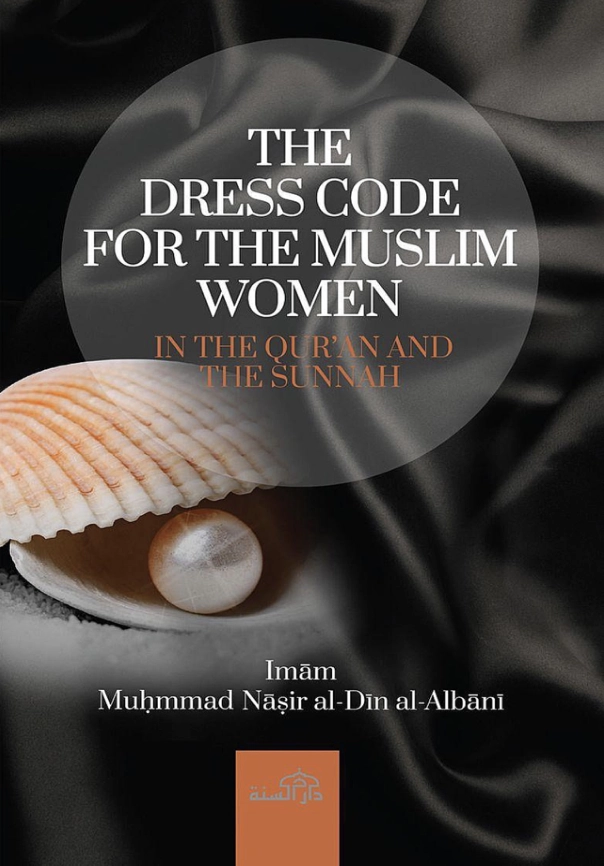 THE
DRESS CODE
FOR THE MUSLIM
WOMEN
IN THE QUR'AN AND
THE SUNNAH
Imām
Muḥmmad Nāṣir al-Dīn al-Albānī
دار السنة